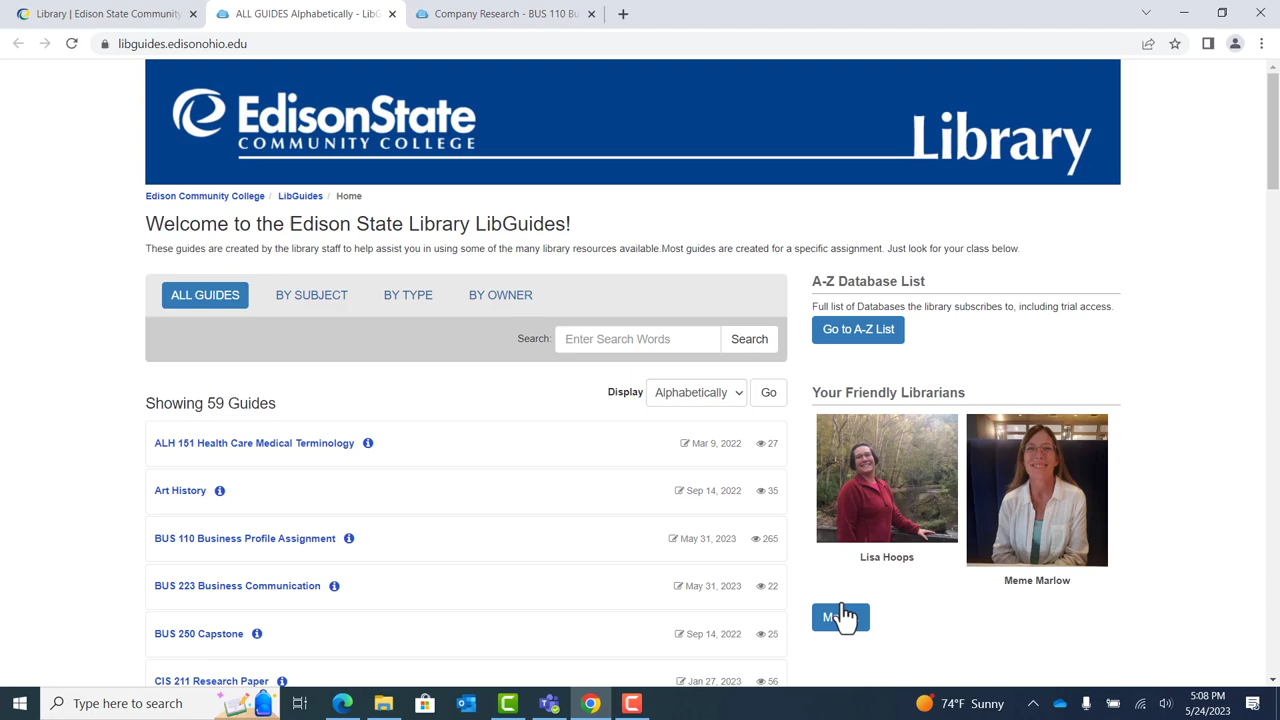 Library | Edison State Communit
ALL GUIDES Alphabetically - LibG
Company Research - BUS 110 Bu
libguides.edisonohio.edu
EdisonState
COMMUNITY COLLEGE
Library
Edison Community College / LibGuides / Home
Welcome to the Edison State Library LibGuides!
These guides are created by the library staff to help assist you in using some of the many library resources available.Most guides are created for a specific assignment. Just look for your class below.
ALL GUIDES BY SUBJECT BY TYPE BY OWNER
Search: Enter Search Words Search
A-Z Database List
Full list of Databases the library subscribes to, including trial access.
Go to A-Z List
Display Alphabetically Go
Showing 59 Guides
ALH 151 Health Care Medical Terminology Mar 9, 2022 27
Art History Sep 14, 2022 35
BUS 110 Business Profile Assignment May 31, 2023 265
BUS 223 Business Communication May 31, 2023 22
BUS 250 Capstone Sep 14, 2022 25
CIS 211 Research Paper Jan 27, 2023 56
Your Friendly Librarians
Lisa Hoops
Meme Marlow
Type here to search
74°F Sunny
5:08 PM
5/24/2023